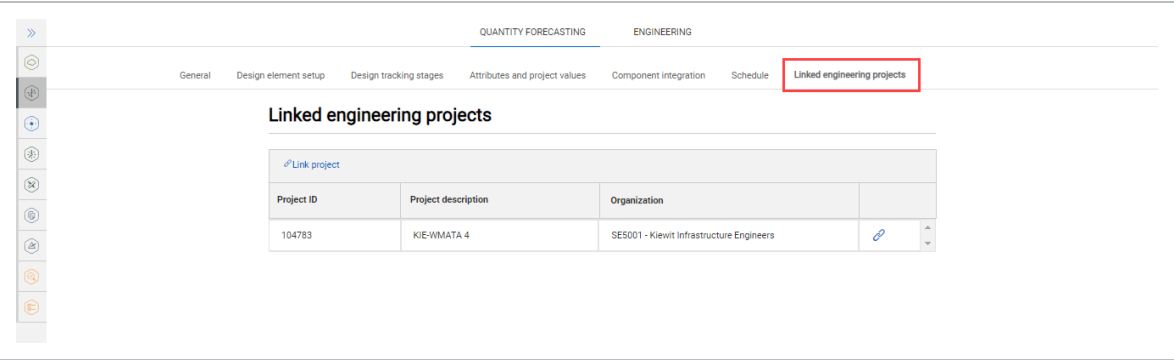 QUANTITY FORECASTING ENGINEERING
General Design element setup Design tracking stages Attributes and project values Component integration Schedule Linked engineering projects
Linked engineering projects
Link project
Project ID Project description Organization
104783 KIE-WMATA 4 SE5001 - Kiewit Infrastructure Engineers